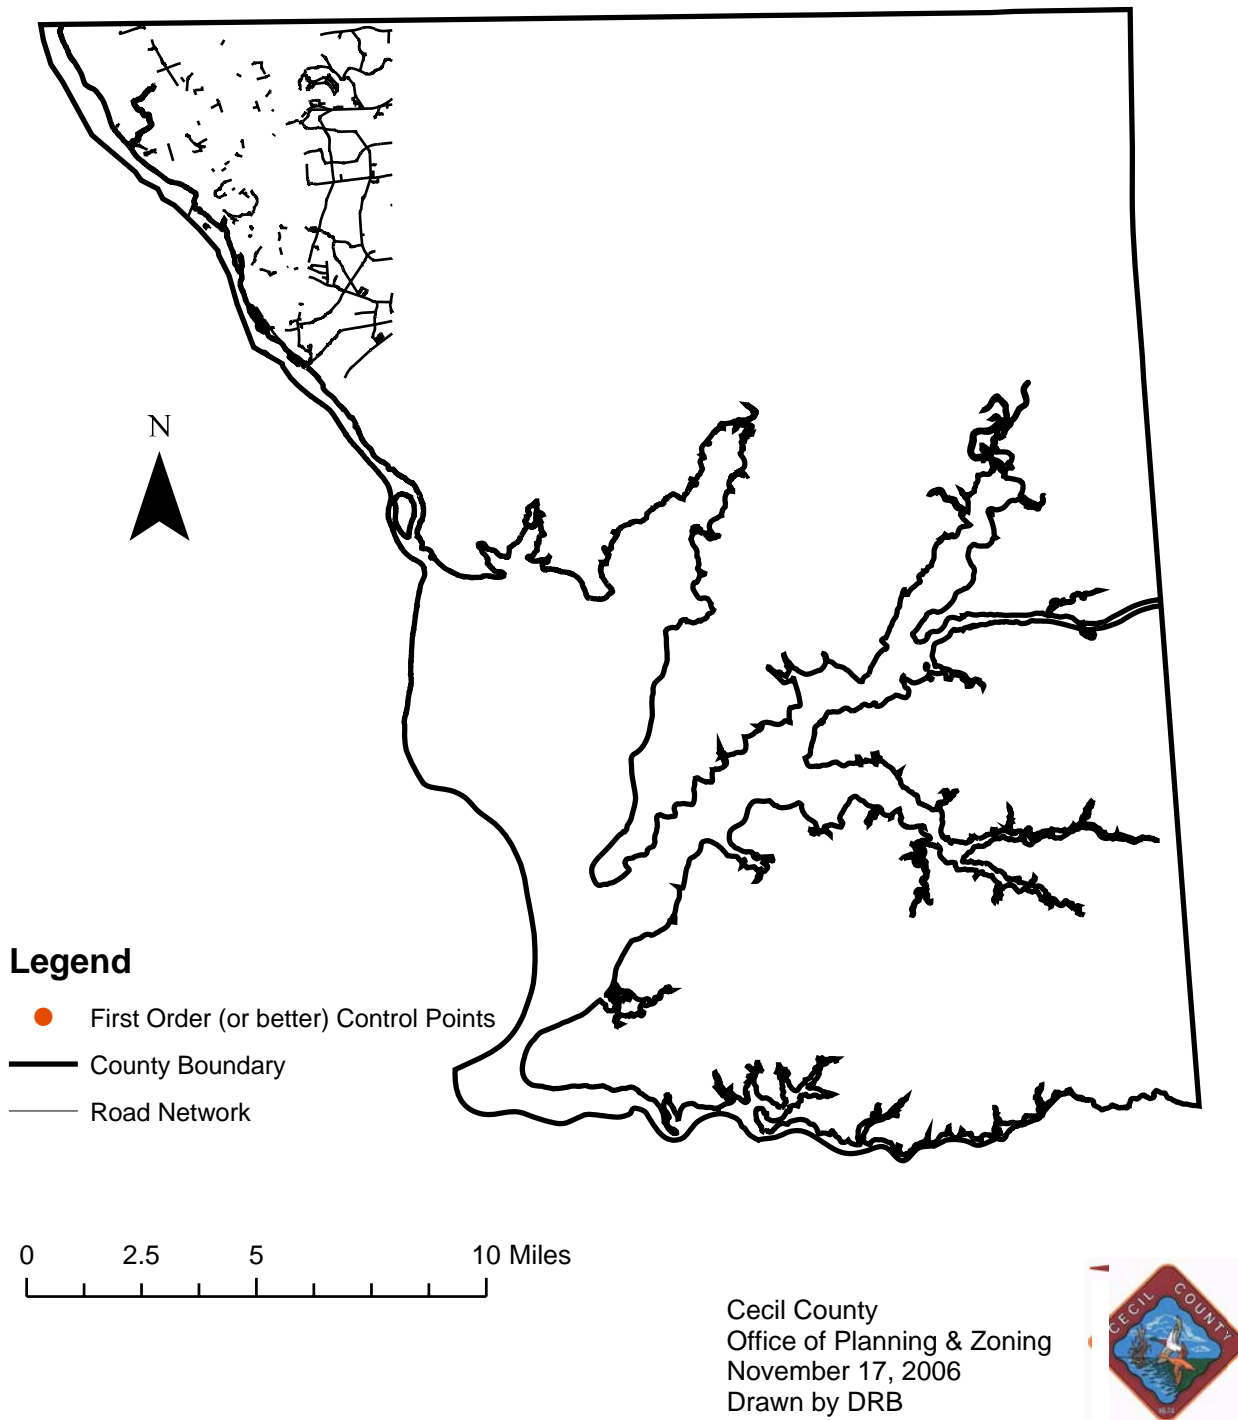 N
Legend
First Order (or better) Control Points
County Boundary
Road Network
0 2.5 5 10 Miles
Cecil County
Office of Planning & Zoning
November 17, 2006
Drawn by DRB
CECIL COUNTY